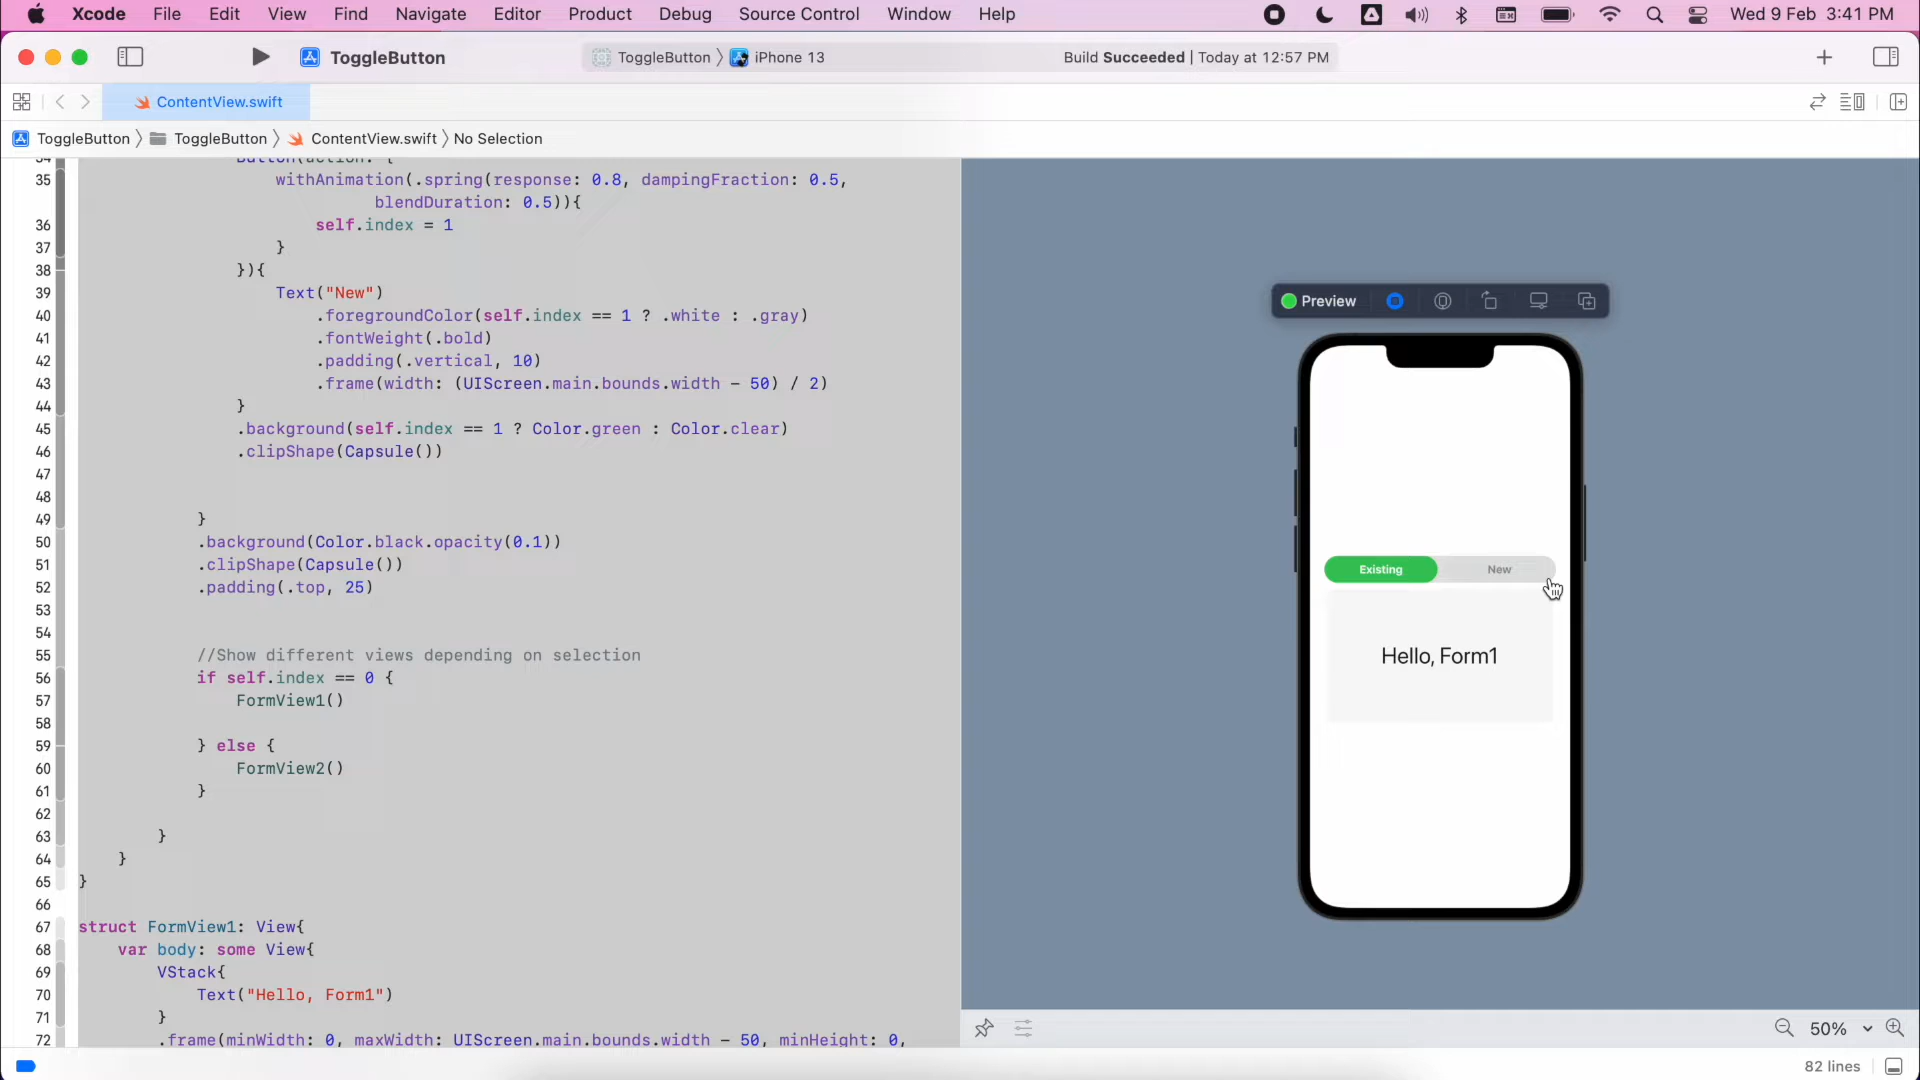 Xcode File Edit View Find Navigate Editor Product Debug Source Control Window Help Wed 9 Feb 3:41 PM
ToggleButton ToggleButton 〉 iPhone 13 Build Succeeded | Today at 12:57 PM
ContentView.swift
ToggleButton 〉 ToggleButton 〉 ContentView.swift 〉 No Selection
34 Button(action: {
35 withAnimation(.spring(response: 0.8, dampingFraction: 0.5,
blendDuration: 0.5)){
36 self.index = 1
37 }
38 }){
39 Text("New")
40 .foregroundColor(self.index == 1 ? .white : .gray)
41 .fontWeight(.bold)
42 .padding(.vertical, 10)
43 .frame(width: (UIScreen.main.bounds.width - 50) / 2)
44 }
45 .background(self.index == 1 ? Color.green : Color.clear)
46 .clipShape(Capsule())
47
48
49 }
50 .background(Color.black.opacity(0.1))
51 .clipShape(Capsule())
52 .padding(.top, 25)
53
54
55 //Show different views depending on selection
56 if self.index == 0 {
57 FormView1()
58
59 } else {
60 FormView2()
61 }
62
63 }
64 }
65 }
66
67 struct FormView1: View{
68 var body: some View{
69 VStack{
70 Text("Hello, Form1")
71 }
72 .frame(minWidth: 0, maxWidth: UIScreen.main.bounds.width - 50, minHeight: 0,
Preview
Existing New
Hello, Form1
50%
82 lines